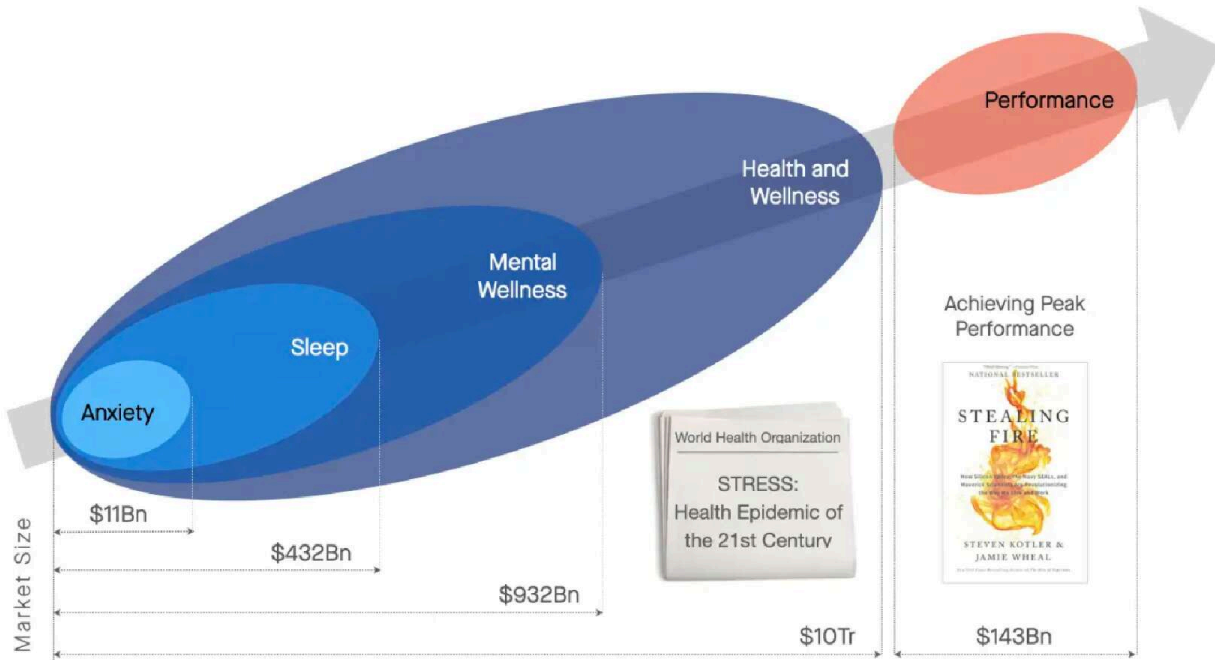 Performance
Health and
Wellness
Mental
Wellness
Sleep
Anxiety
Achieving Peak
Performance
NATIONAL BESTSELLER
STEALING
FIRE
STEVEN KOTLER &
JAMIE WHEAL
World Health Organization
STRESS:
Health Epidemic of
the 21st Century
Market Size
$11Bn
$432Bn
$932Bn
$10Tr
$143Bn